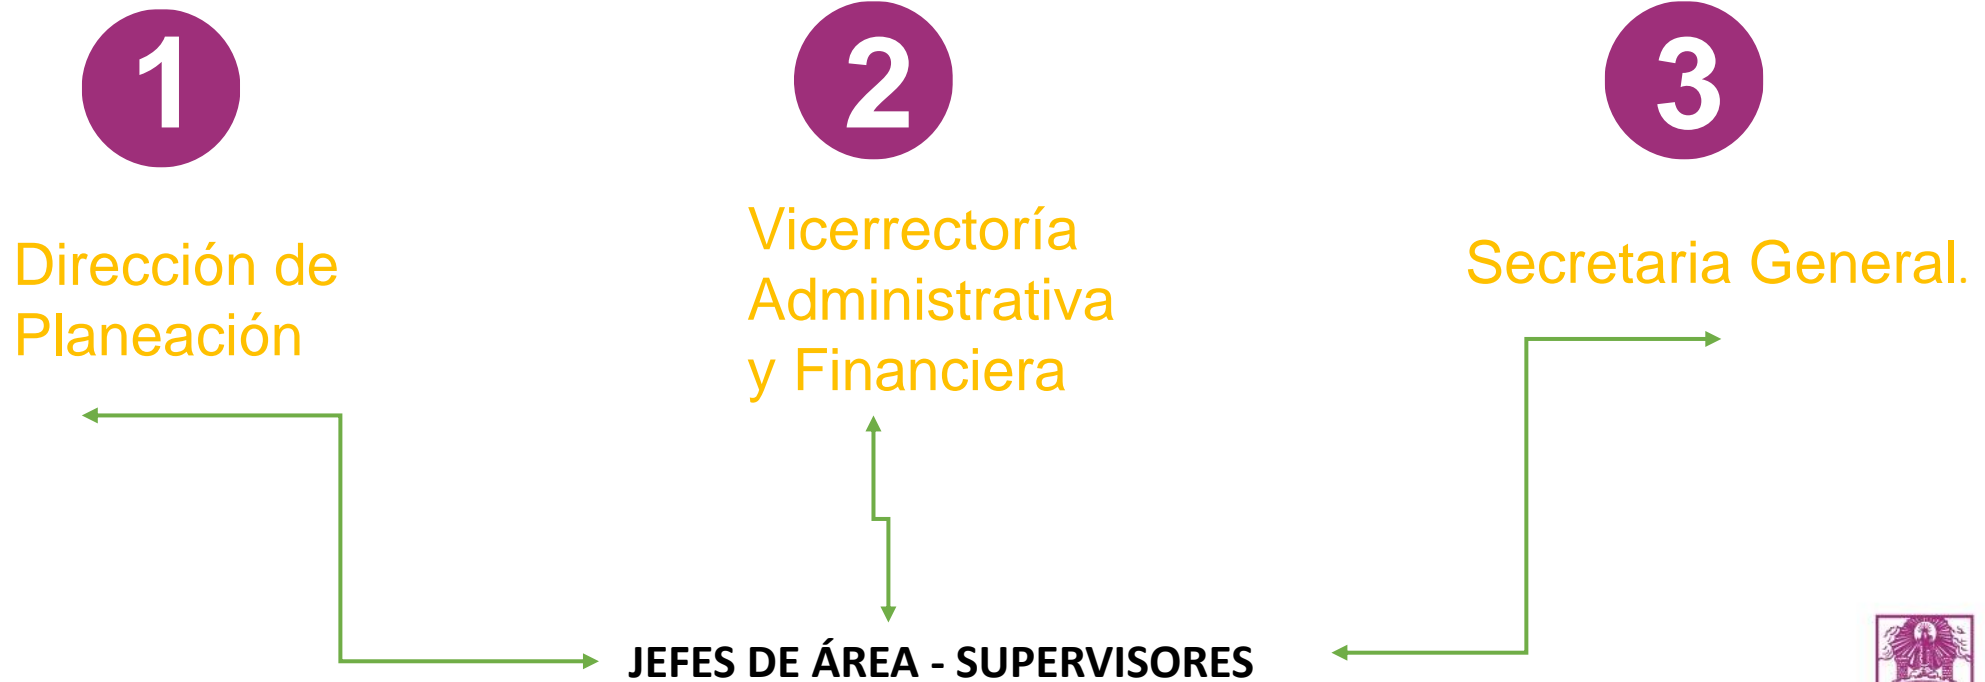 1
2
3
Dirección de
Planeación
Vicerrectoría
Administrativa
y Financiera
Secretaria General.
JEFES DE ÁREA - SUPERVISORES